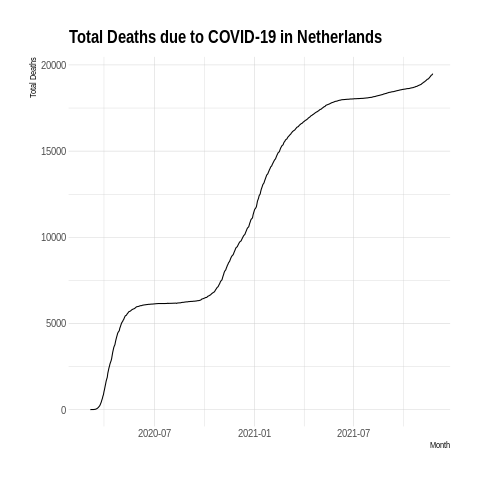 Total Deaths due to COVID-19 in Netherlands
Total Deaths
20000
15000
10000
5000
0
2020-07
2021-01
2021-07
Month